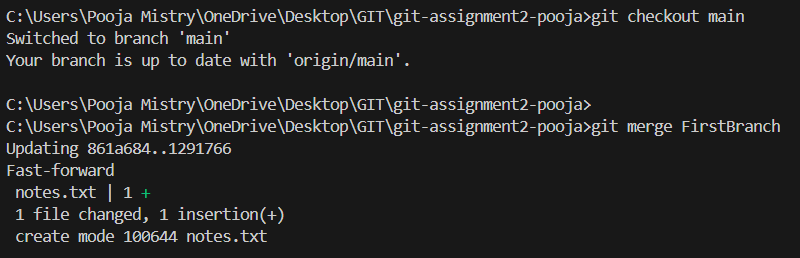 C:\Users\Pooja Mistry\OneDrive\Desktop\GIT\git-assignment2-pooja>git checkout main
Switched to branch 'main'
Your branch is up to date with 'origin/main'.
C:\Users\Pooja Mistry\OneDrive\Desktop\GIT\git-assignment2-pooja>
C:\Users\Pooja Mistry\OneDrive\Desktop\GIT\git-assignment2-pooja>git merge FirstBranch
Updating 861a684..1291766
Fast-forward
 notes.txt | 1 +
 1 file changed, 1 insertion(+)
 create mode 100644 notes.txt